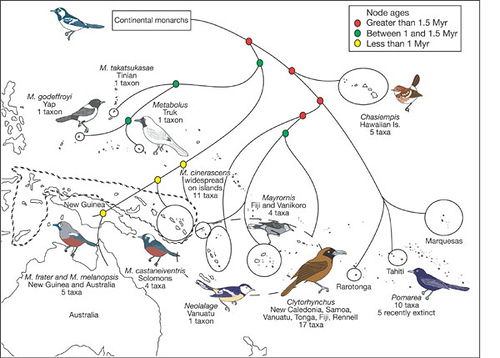 Continental monarchs
Node ages
Greater than 1.5 Myr
Between 1 and 1.5 Myr
Less than 1 Myr
M. takatsukasae
Tinian
1 taxon
M. godeffroyi
Yap
1 taxon
Metabolus
Truk
1 taxon
Chasiempis
Hawaiian Is.
5 taxa
M. cinerascens
widespread
on islands
11 taxa
New Guinea
Mayrornis
Fiji and Vanikoro
4 taxa
Marquesas
M. frater and M. melanopsis
New Guinea and Australia
5 taxa
M. castaneiventris
Solomons
4 taxa
Neolalage
Vanuatu
1 taxon
Clytorhynchus
New Caledonia, Samoa,
Vanuatu, Tonga, Fiji, Rennell
17 taxa
Rarotonga
Tahiti
Pomarea
10 taxa
5 recently extinct
Australia